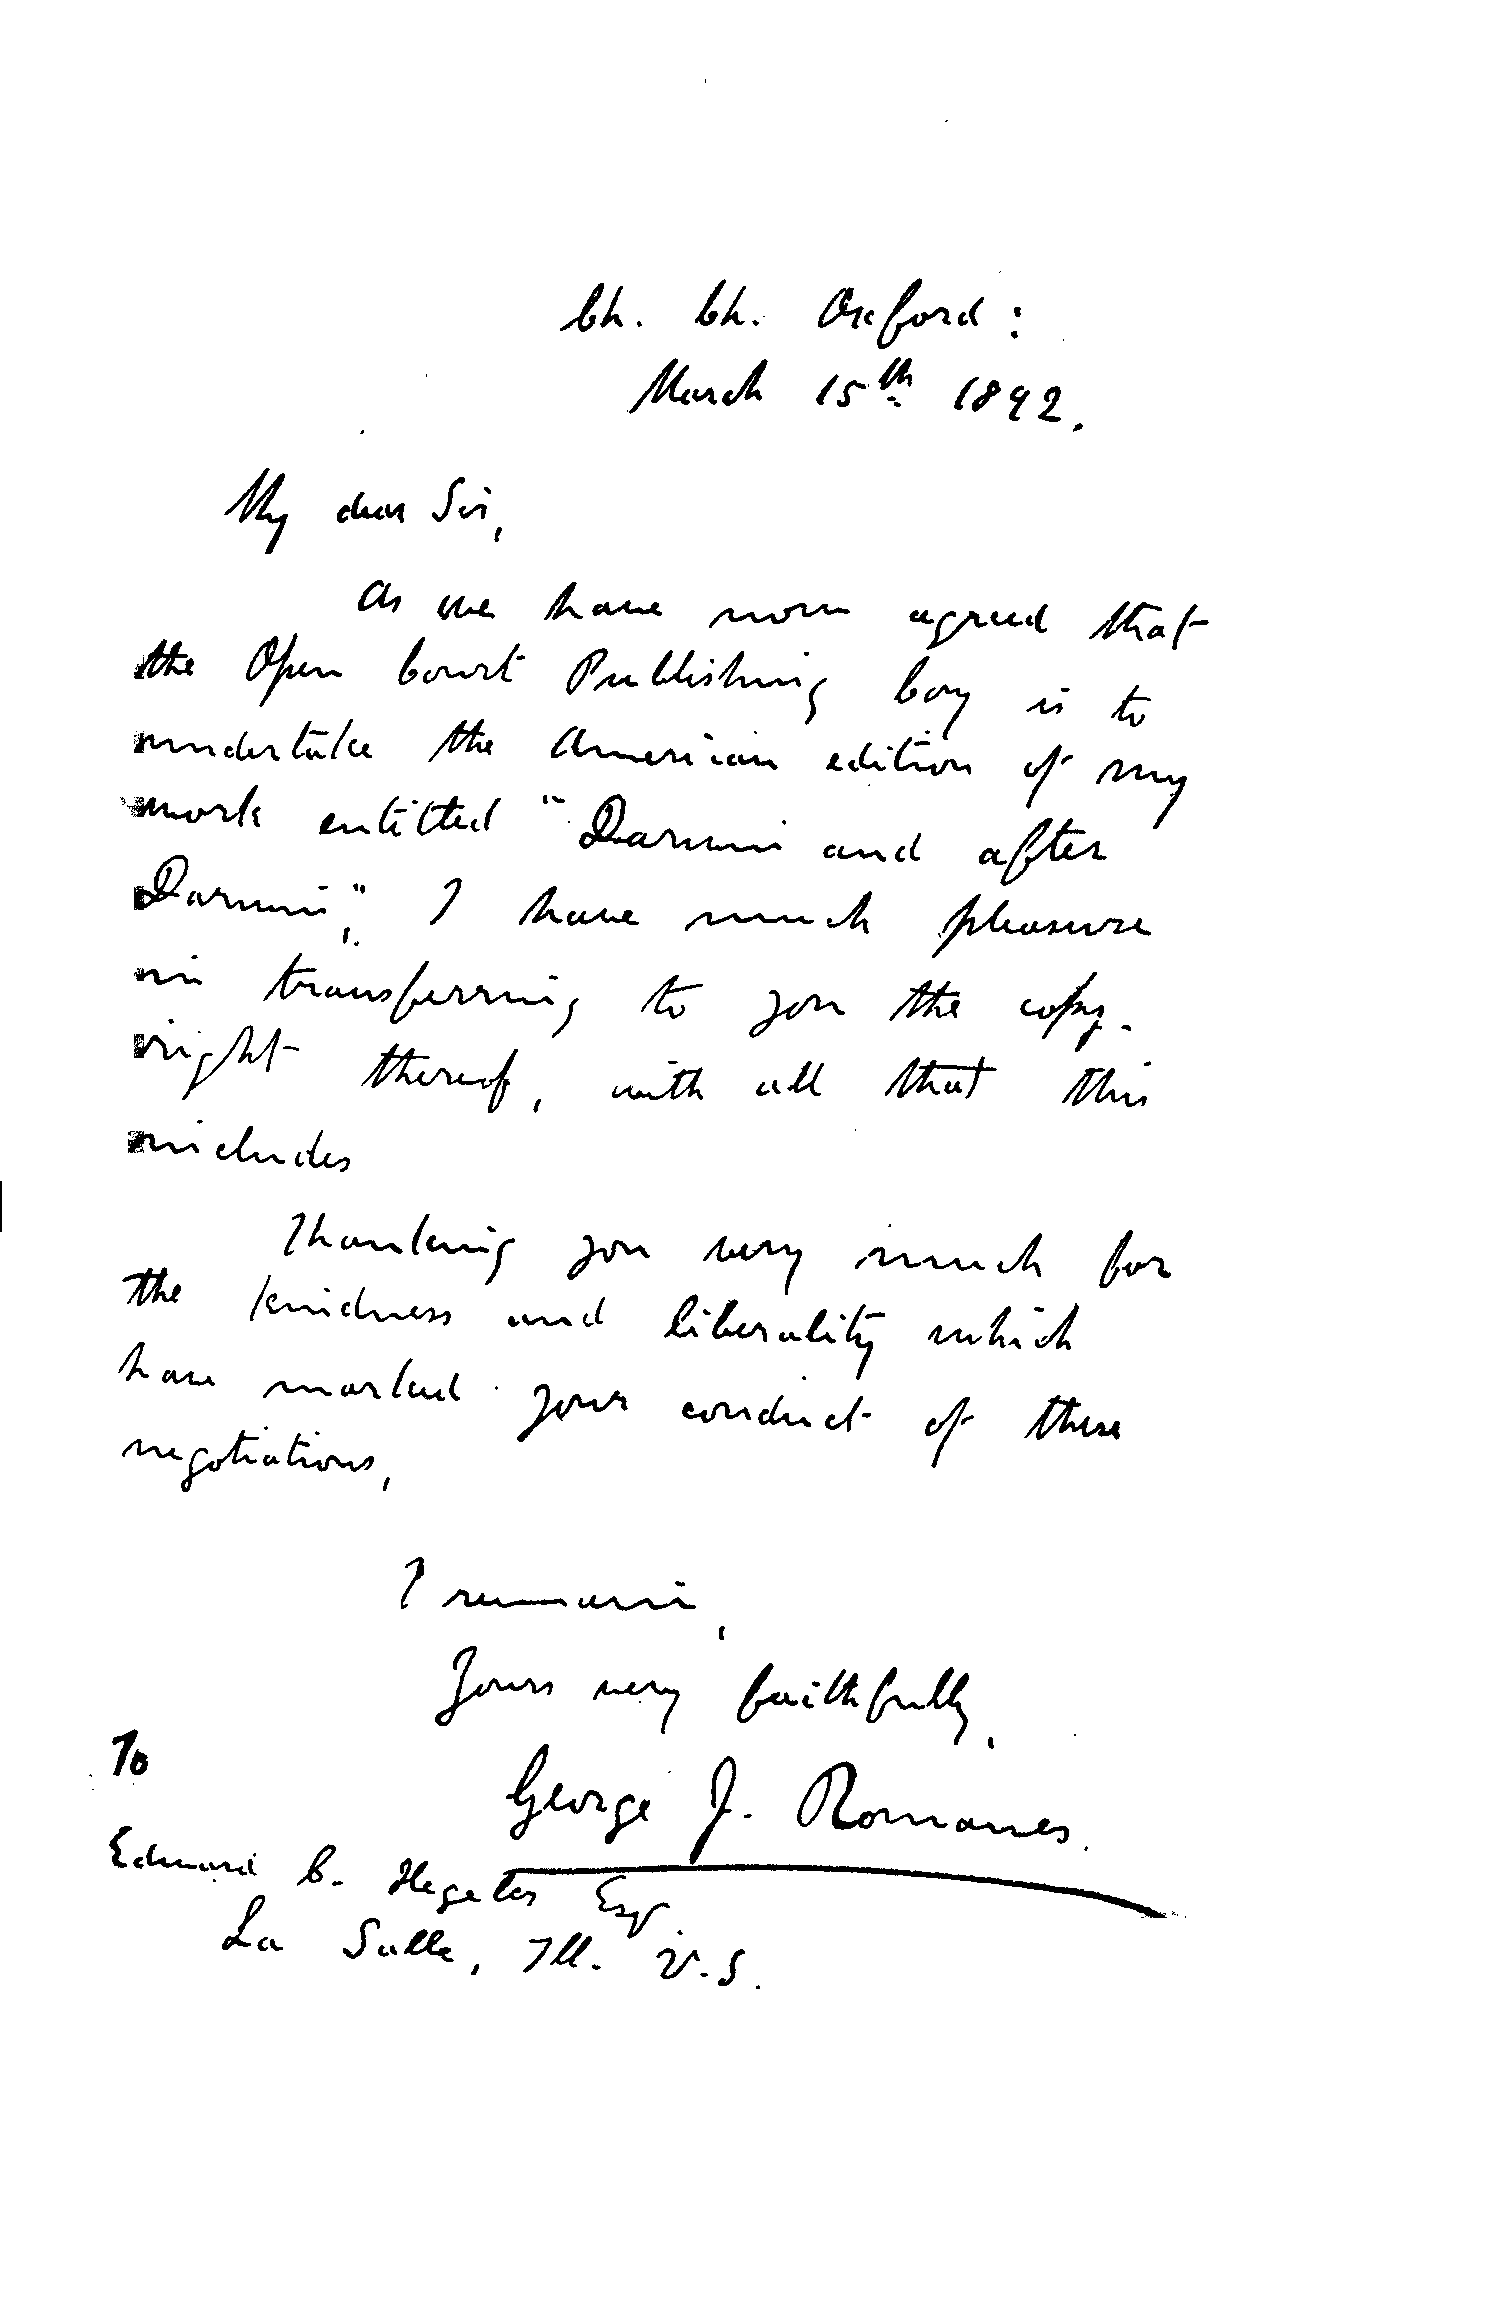 Ch. Ch. Oxford:
March 15th 1892.
My dear Sir,
As we have now agreed that
the Open Court Publishing Coy is to
undertake the American edition of my
work entitled "Darwin and after
Darwin", I have much pleasure
in transferring to you the copy-
right thereof, with all that this
includes
Thanking you very much for
the kindness and liberality which
have marked your conduct of these
negotiations,
I remain,
Yours very faithfully,
George J. Romanes.
To
Edward C. Hegeler Esqr.
La Salle, Ill. U.S.